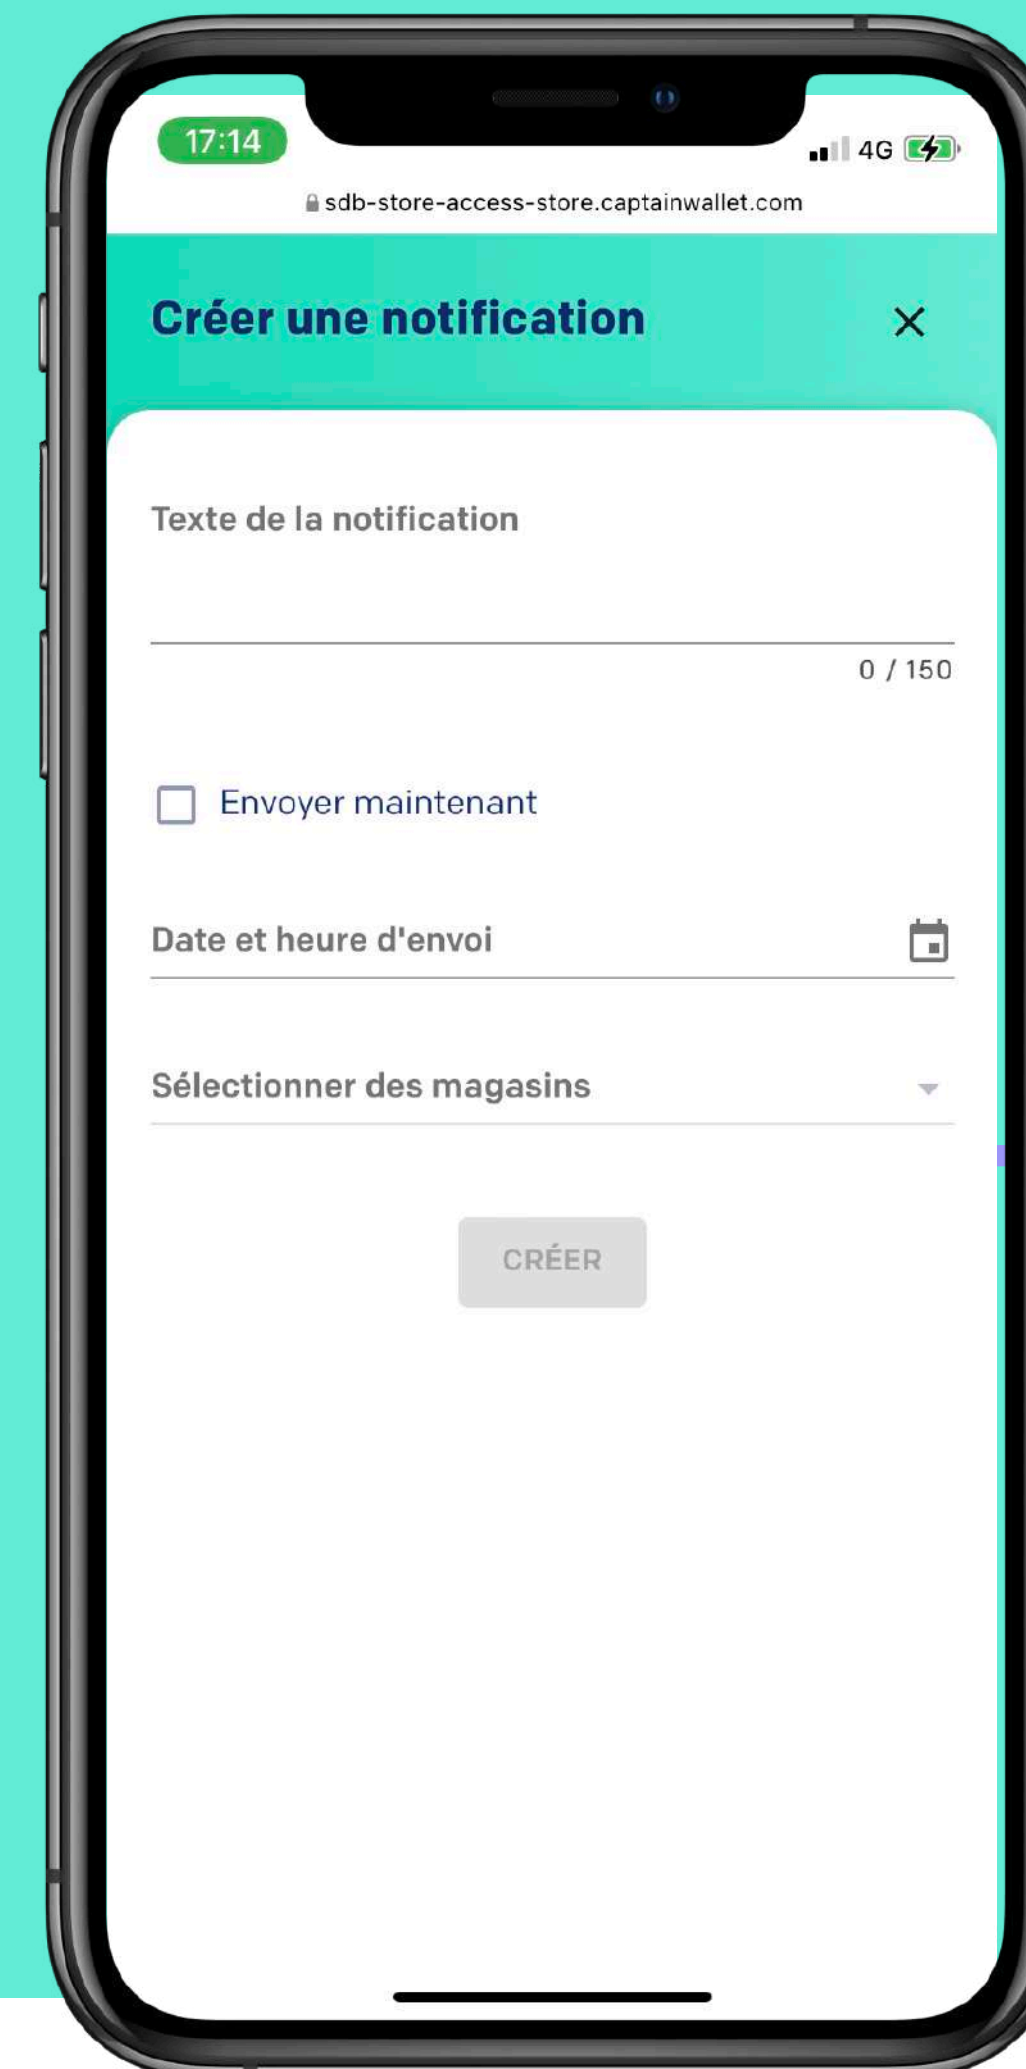 17:14
4G
sdb-store-access-store.captainwallet.com
Créer une notification
Texte de la notification
0 / 150
Envoyer maintenant
Date et heure d'envoi
Sélectionner des magasins
CRÉER